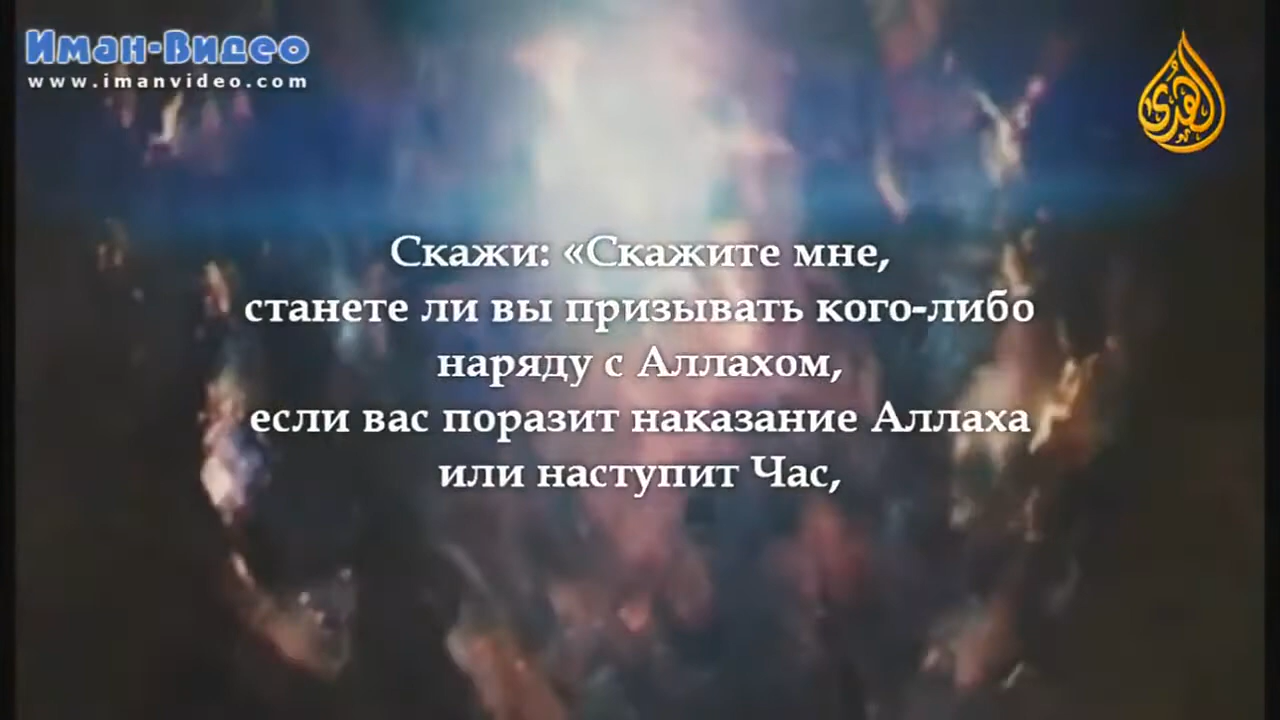 Иман-Видео
www.imanvideo.com
الهدى
Скажи: «Скажите мне,
станете ли вы призывать кого-либо
наряду с Аллахом,
если вас поразит наказание Аллаха
или наступит Час,